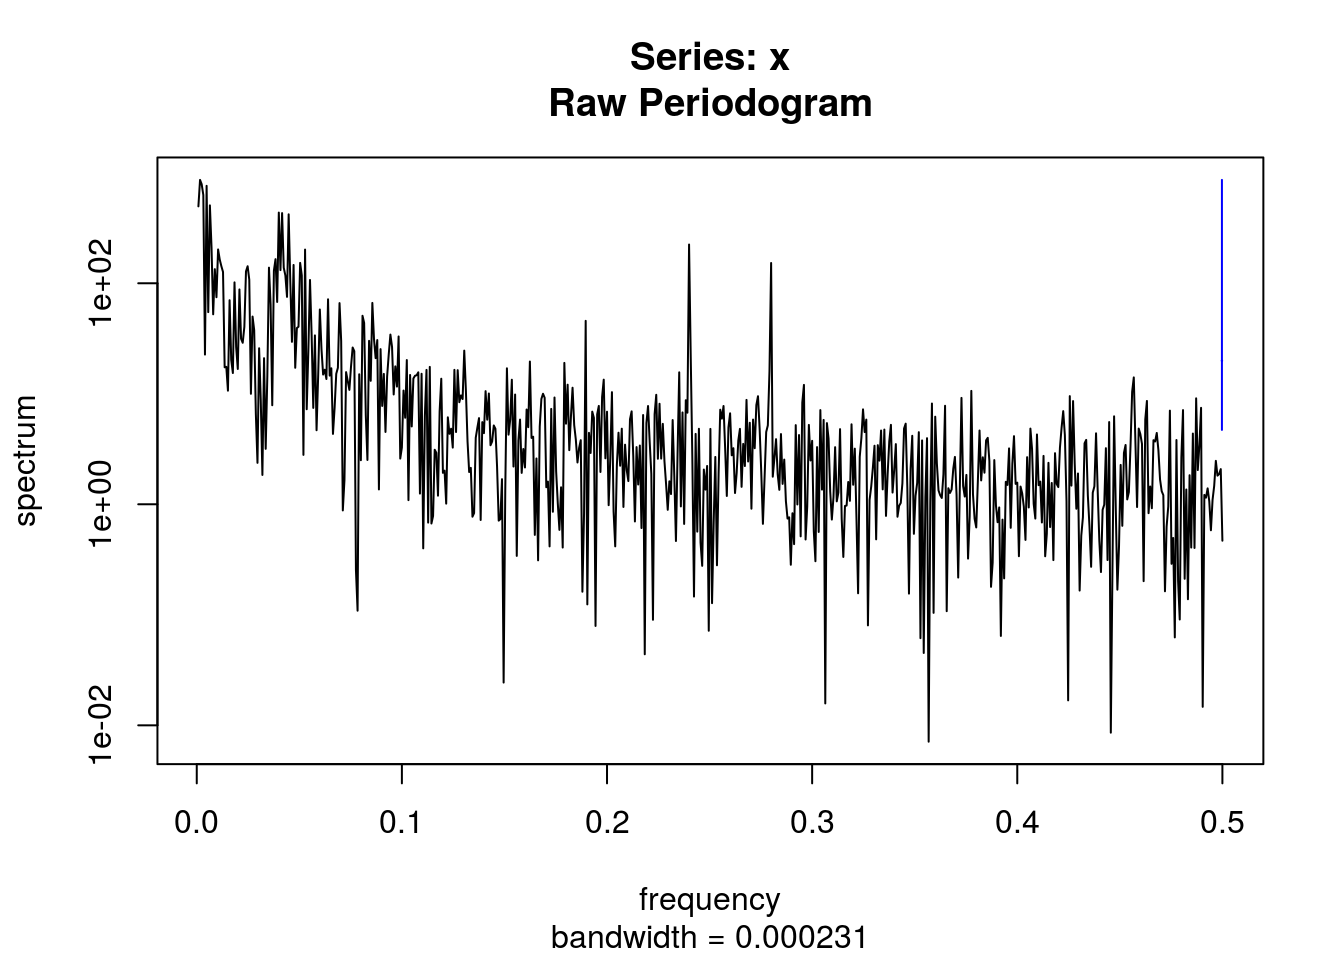 Series: x
Raw Periodogram
spectrum
1e+02
1e+00
1e-02
0.0 0.1 0.2 0.3 0.4 0.5
frequency
bandwidth = 0.000231